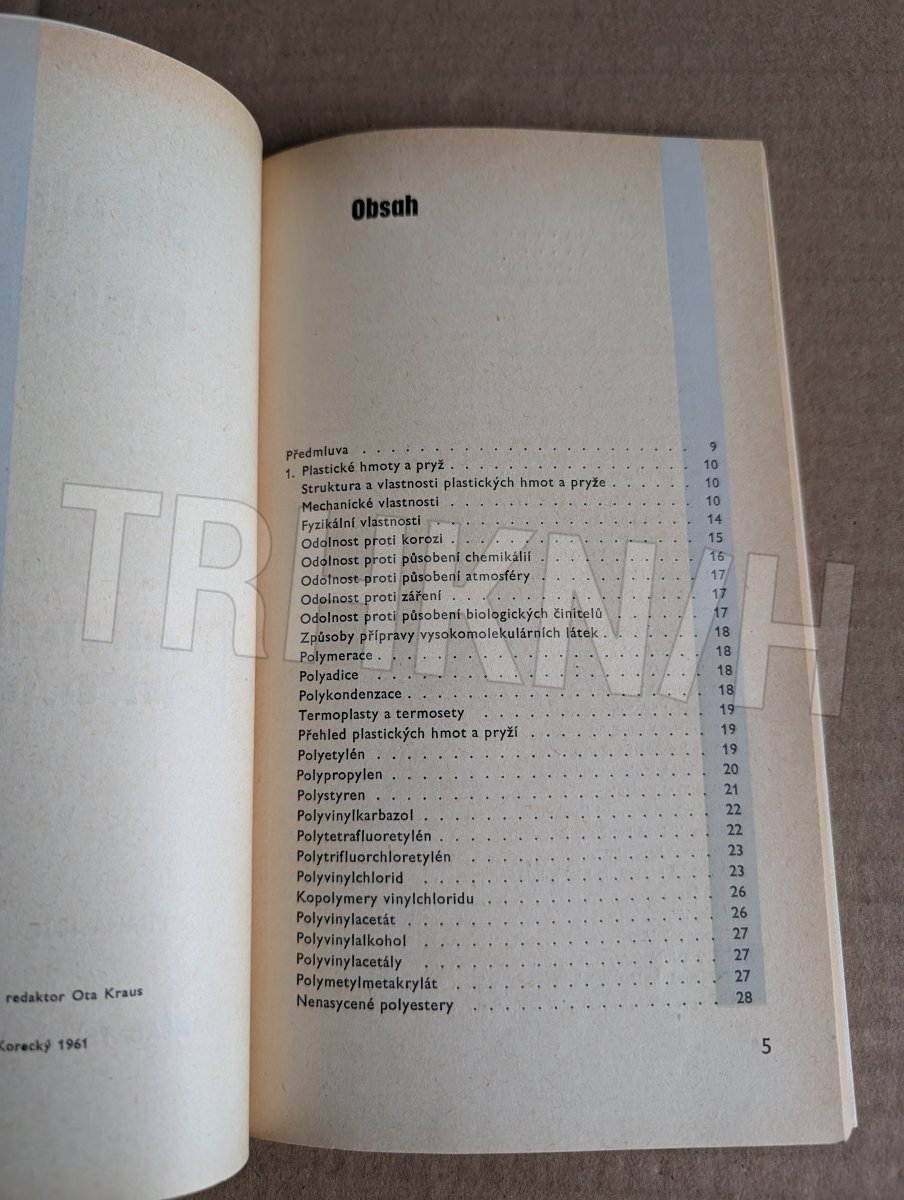 redaktor Ota Kraus
Korecký 1961
Obsah
Předmluva . . . . . . . . . . . . . . . . . . . . . . . 9
1. Plastické hmoty a pryž . . . . . . . . . . . . . . . . . 10
Struktura a vlastnosti plastických hmot a pryže . . . . . . 10
Mechanické vlastnosti . . . . . . . . . . . . . . . . . 10
Fyzikální vlastnosti . . . . . . . . . . . . . . . . . . 14
Odolnost proti korozi . . . . . . . . . . . . . . . . . 15
Odolnost proti působení chemikálií . . . . . . . . . . . 16
Odolnost proti působení atmosféry . . . . . . . . . . . 17
Odolnost proti záření . . . . . . . . . . . . . . . . . 17
Odolnost proti působení biologických činitelů . . . . . . 17
Způsoby přípravy vysokomolekulárních látek . . . . . . . 18
Polymerace . . . . . . . . . . . . . . . . . . . . . . 18
Polyadice . . . . . . . . . . . . . . . . . . . . . . . 18
Polykondenzace . . . . . . . . . . . . . . . . . . . . 18
Termoplasty a termosety . . . . . . . . . . . . . . . . 19
Přehled plastických hmot a pryží . . . . . . . . . . . . 19
Polyetylén . . . . . . . . . . . . . . . . . . . . . . 19
Polypropylen . . . . . . . . . . . . . . . . . . . . . 20
Polystyren . . . . . . . . . . . . . . . . . . . . . . 21
Polyvinylkarbazol . . . . . . . . . . . . . . . . . . . 22
Polytetrafluoretylén . . . . . . . . . . . . . . . . . . 22
Polytrifluorchloretylén . . . . . . . . . . . . . . . . 23
Polyvinylchlorid . . . . . . . . . . . . . . . . . . . 23
Kopolymery vinylchloridu . . . . . . . . . . . . . . . 26
Polyvinylacetát . . . . . . . . . . . . . . . . . . . . 26
Polyvinylalkohol . . . . . . . . . . . . . . . . . . . 27
Polyvinylacetály . . . . . . . . . . . . . . . . . . . 27
Polymetylmetakrylát . . . . . . . . . . . . . . . . . . 27
Nenasycené polyestery . . . . . . . . . . . . . . . . . 28
5